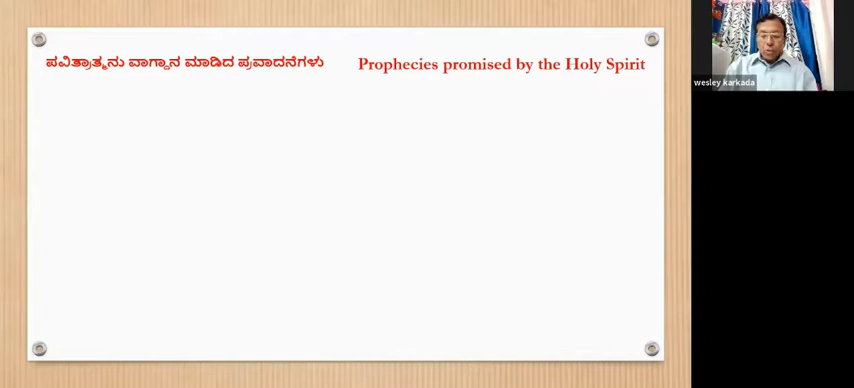 ಪವಿತ್ರಾತ್ಮನು ವಾಗ್ದಾನ ಮಾಡಿದ ಪ್ರವಾದನೆಗಳು
Prophecies promised by the Holy Spirit
wesley karkada